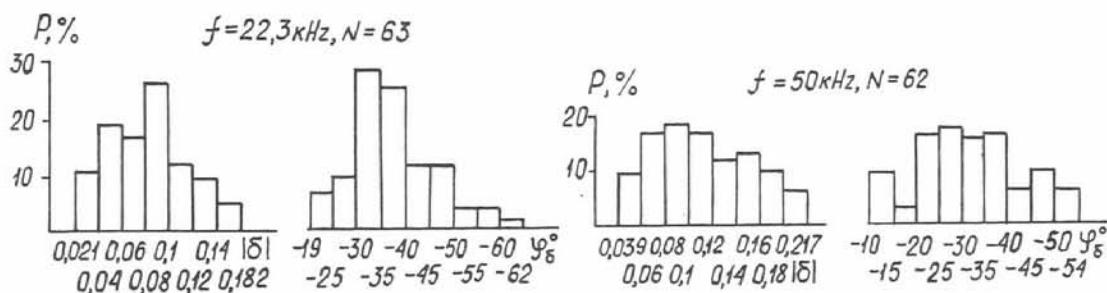 P,% f=22,3кHz, N=63
30
20
10
0,021 0,06 0,1 0,14 |δ|
0,04 0,08 0,12 0,182
-19 -30 -40 -50 -60 φ°δ
-25 -35 -45 -55 -62
P,% f=50кHz, N=62
20
10
0,039 0,08 0,12 0,16 0,217
0,06 0,1 0,14 0,18 |δ|
-10 -20 -30 -40 -50 φ°δ
-15 -25 -35 -45 -54